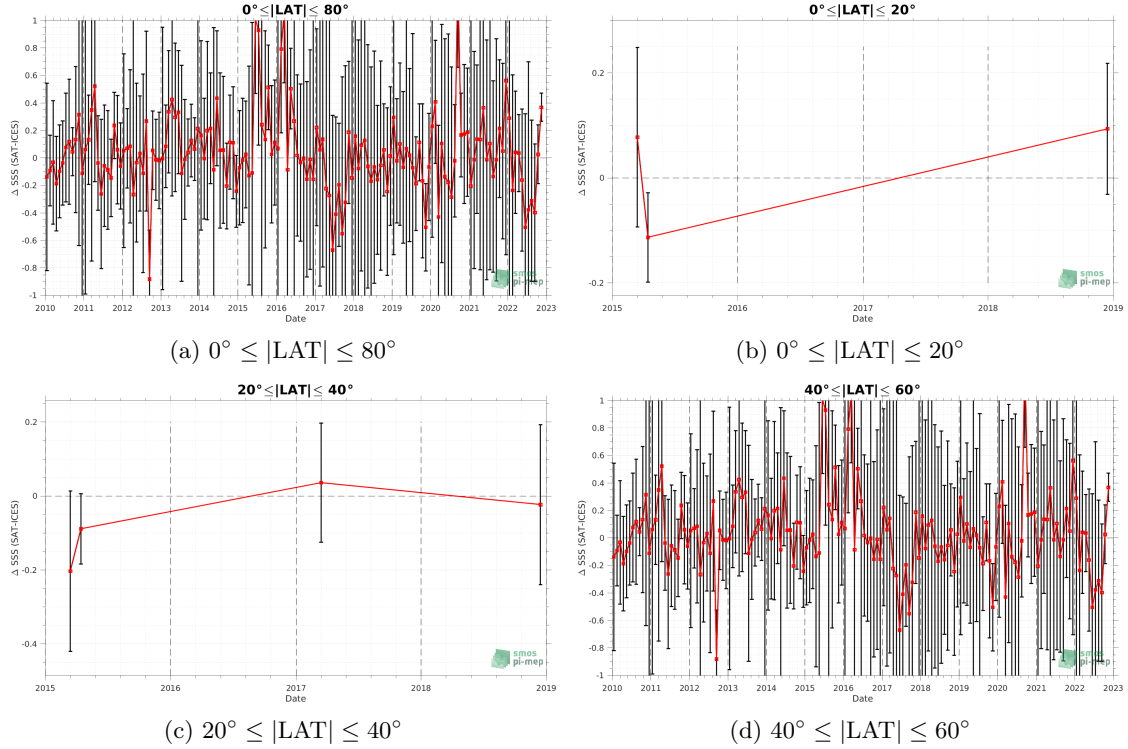 0°≤|LAT|≤ 80°
Δ SSS (SAT-ICES)
1
0.8
0.6
0.4
0.2
0
-0.2
-0.4
-0.6
-0.8
-1
2010 2011 2012 2013 2014 2015 2016 2017 2018 2019 2020 2021 2022 2023
Date
smos
pi-mep
(a) 0° ≤ |LAT| ≤ 80°
0°≤|LAT|≤ 20°
Δ SSS (SAT-ICES)
0.2
0
-0.2
2015 2016 2017 2018 2019
Date
smos
pi-mep
(b) 0° ≤ |LAT| ≤ 20°
20°≤|LAT|≤ 40°
Δ SSS (SAT-ICES)
0.2
0
-0.2
-0.4
2015 2016 2017 2018 2019
Date
smos
pi-mep
(c) 20° ≤ |LAT| ≤ 40°
40°≤|LAT|≤ 60°
Δ SSS (SAT-ICES)
1
0.8
0.6
0.4
0.2
0
-0.2
-0.4
-0.6
-0.8
-1
2010 2011 2012 2013 2014 2015 2016 2017 2018 2019 2020 2021 2022 2023
Date
smos
pi-mep
(d) 40° ≤ |LAT| ≤ 60°